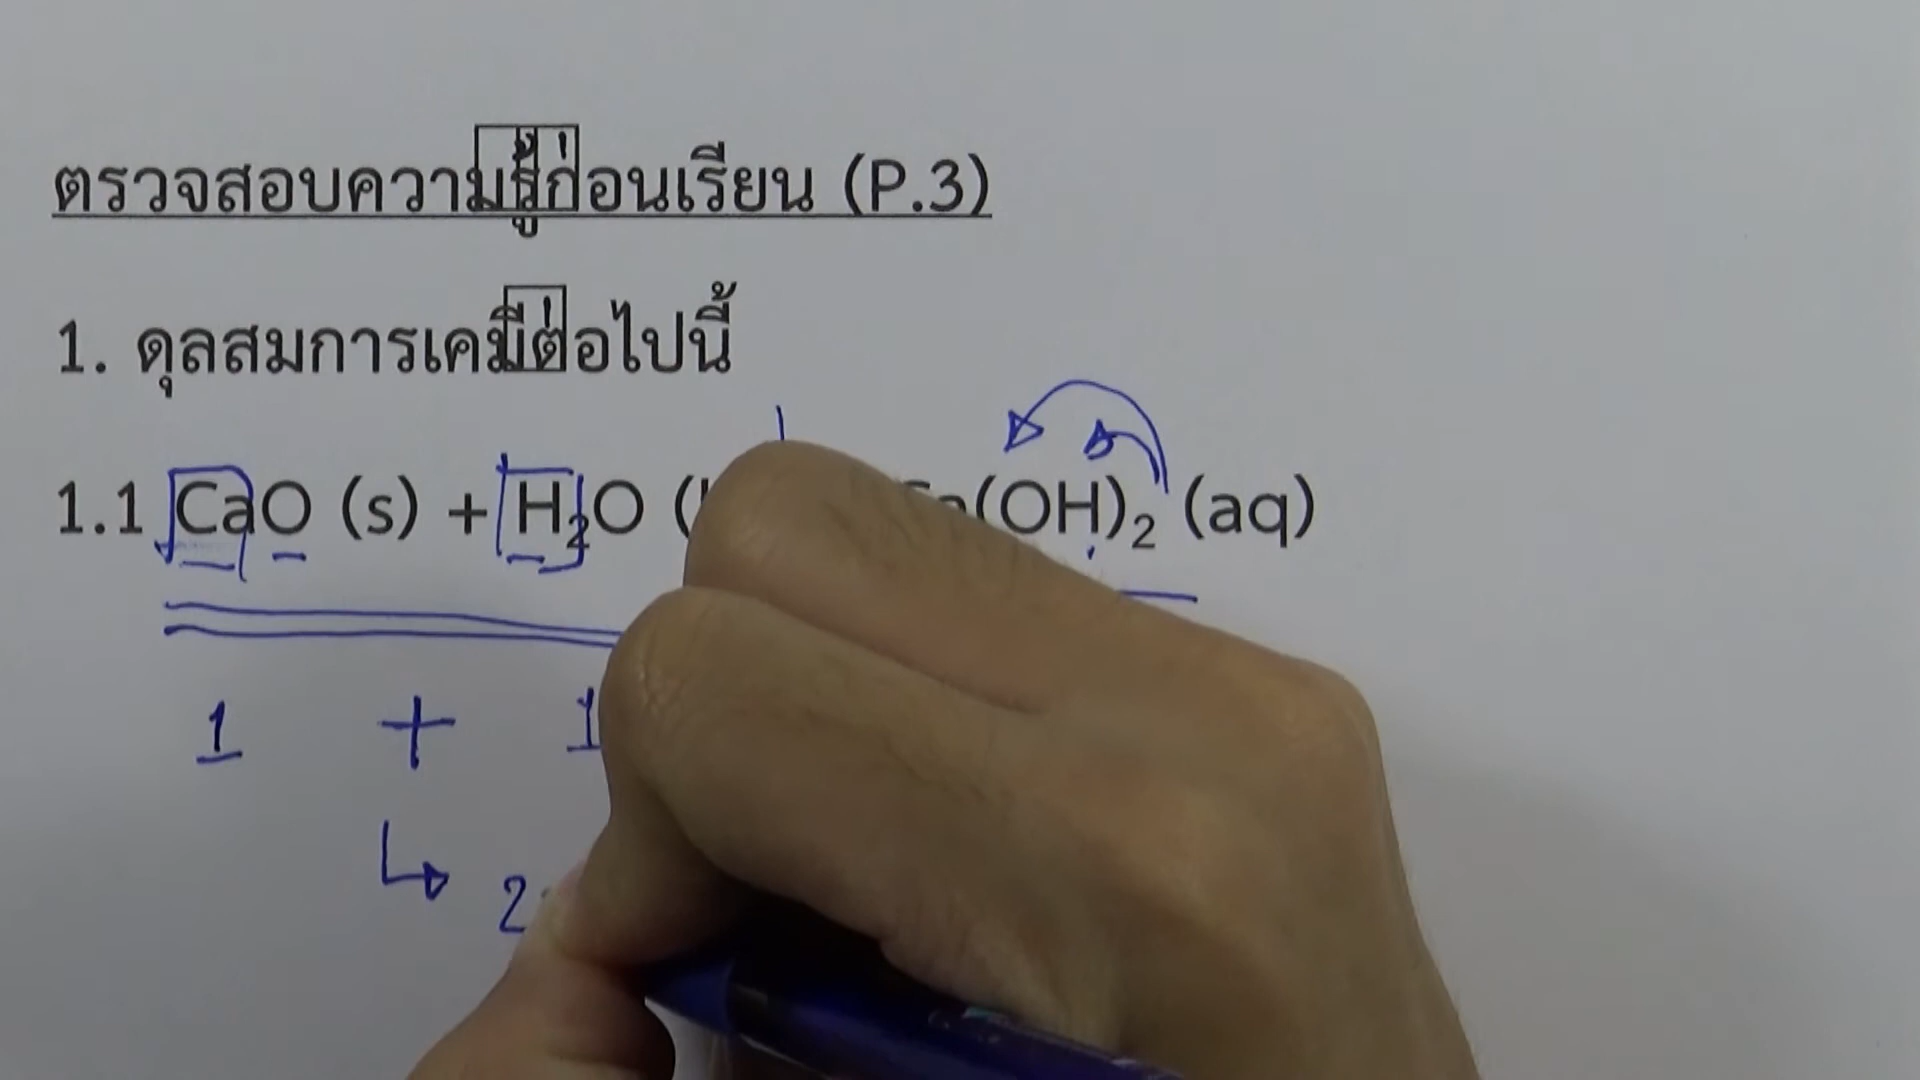 ตรวจสอบความรู้ก่อนเรียน (P.3)
1. ดุลสมการเคมีต่อไปนี้
1.1 CaO (s) + H₂O ( (OH)₂ (aq)
1 + 1
2